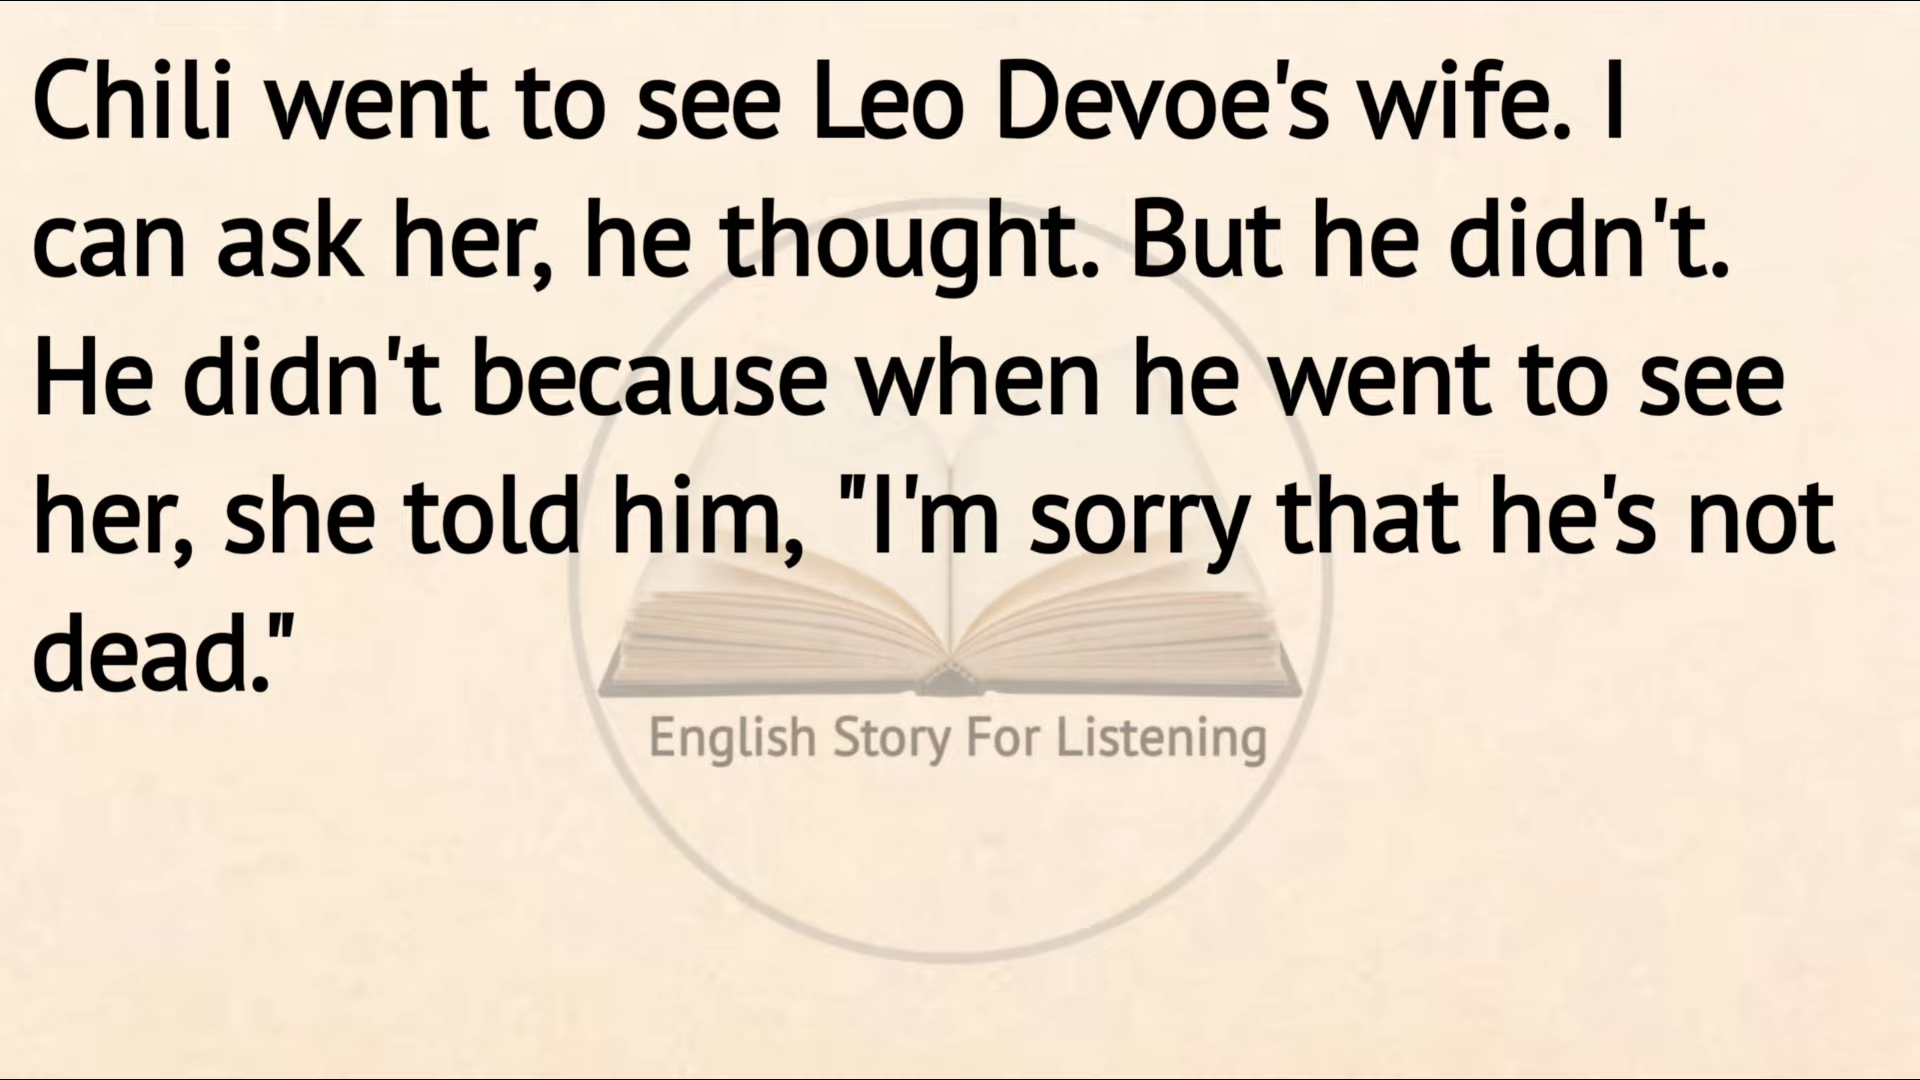 Chili went to see Leo Devoe's wife. I
can ask her, he thought. But he didn't.
He didn't because when he went to see
her, she told him, "I'm sorry that he's not
dead."
English Story For Listening